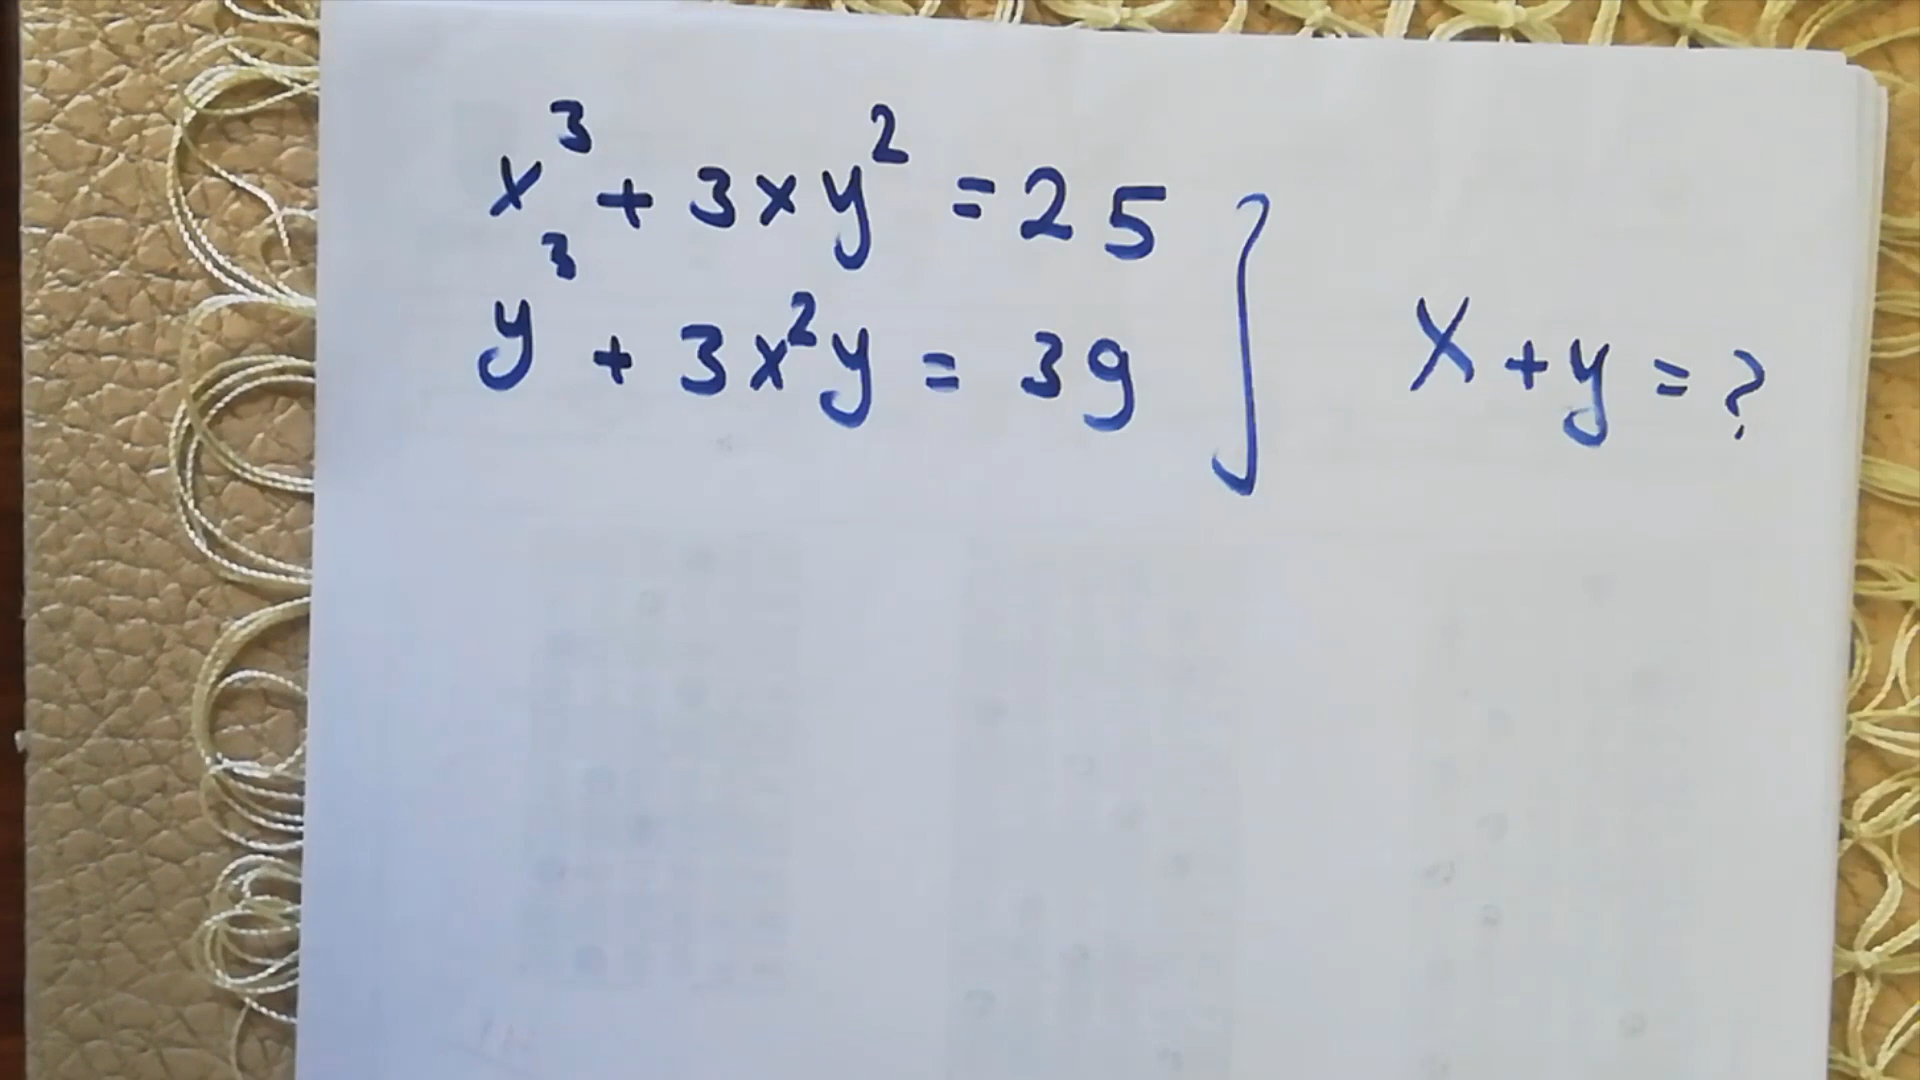 x³ + 3xy² = 25
y³ + 3x²y = 39
x + y = ?